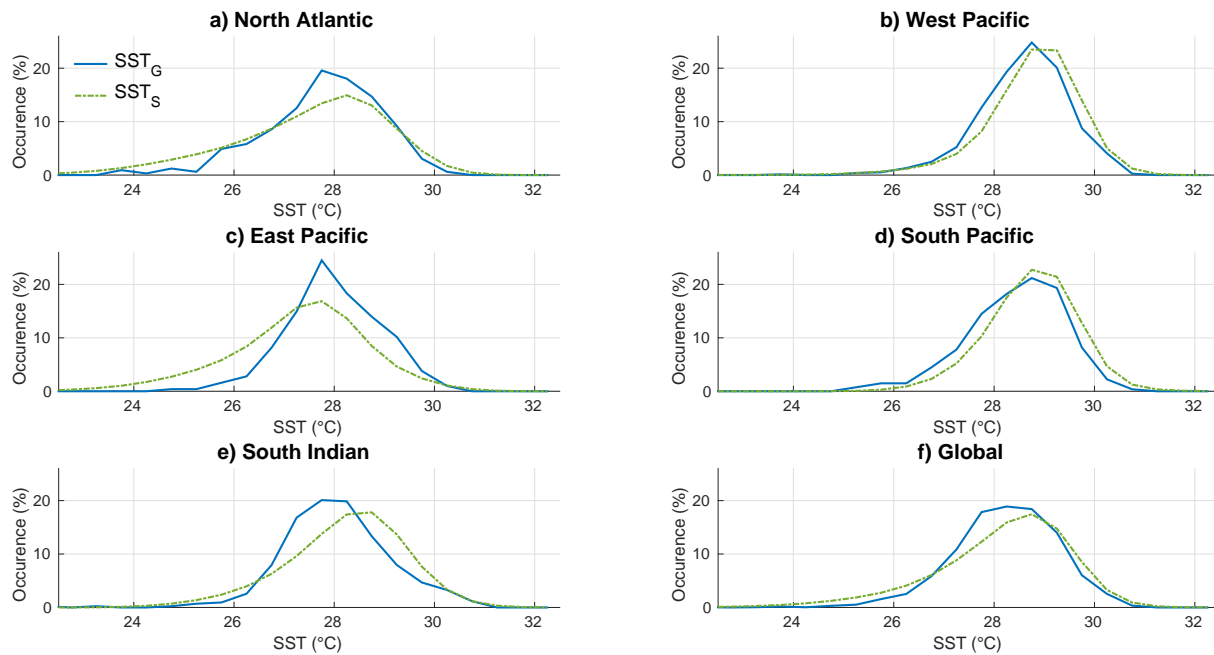 a) North Atlantic
Occurence (%)
20
10
0
SST_G
SST_S
24 26 28 30 32
SST (°C)
b) West Pacific
Occurence (%)
20
10
0
24 26 28 30 32
SST (°C)
c) East Pacific
Occurence (%)
20
10
0
24 26 28 30 32
SST (°C)
d) South Pacific
Occurence (%)
20
10
0
24 26 28 30 32
SST (°C)
e) South Indian
Occurence (%)
20
10
0
24 26 28 30 32
SST (°C)
f) Global
Occurence (%)
20
10
0
24 26 28 30 32
SST (°C)